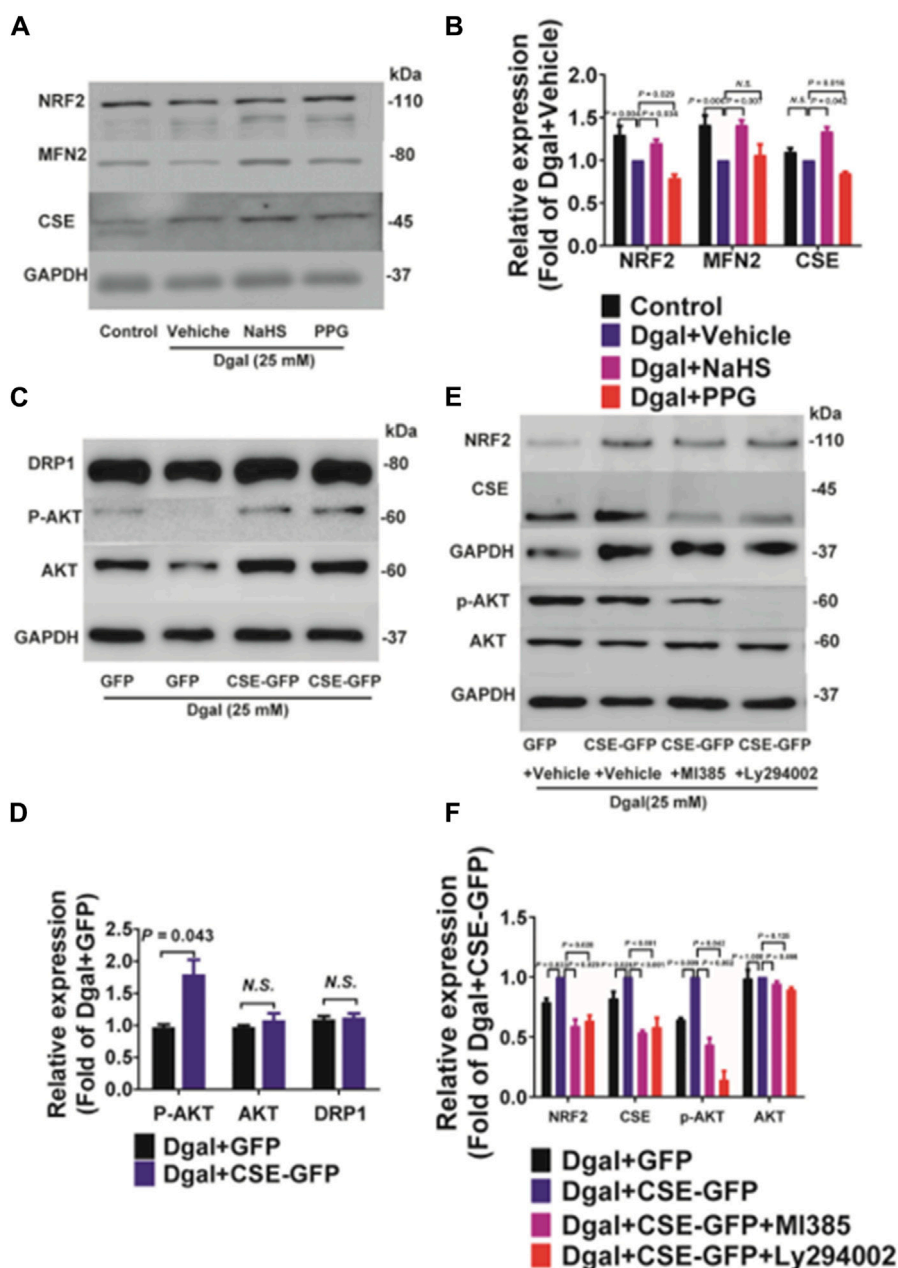 A
kDa
NRF2
-110
MFN2
-80
CSE
-45
GAPDH
-37
Control Vehiche NaHS PPG
Dgal (25 mM)
B
Relative expression
(Fold of Dgal+Vehicle)
2.0
1.5
1.0
0.5
0.0
N.S.
P = 0.029
P = 0.016
N.S.
P = 0.042
NRF2 MFN2 CSE
Control
Dgal+Vehicle
Dgal+NaHS
Dgal+PPG
C
kDa
DRP1
-80
P-AKT
-60
AKT
-60
GAPDH
-37
GFP GFP CSE-GFP CSE-GFP
Dgal (25 mM)
E
kDa
NRF2
-110
CSE
-45
GAPDH
-37
p-AKT
-60
AKT
-60
GAPDH
-37
GFP CSE-GFP CSE-GFP CSE-GFP
+Vehicle +Vehicle +MI385 +Ly294002
Dgal(25 mM)
D
Relative expression
(Fold of Dgal+GFP)
2.5
2.0
1.5
1.0
0.5
0.0
P = 0.043
N.S.
N.S.
P-AKT AKT DRP1
Dgal+GFP
Dgal+CSE-GFP
F
Relative expression
(Fold of Dgal+CSE-GFP)
1.5
1.0
0.5
0.0
NRF2 CSE p-AKT AKT
Dgal+GFP
Dgal+CSE-GFP
Dgal+CSE-GFP+MI385
Dgal+CSE-GFP+Ly294002